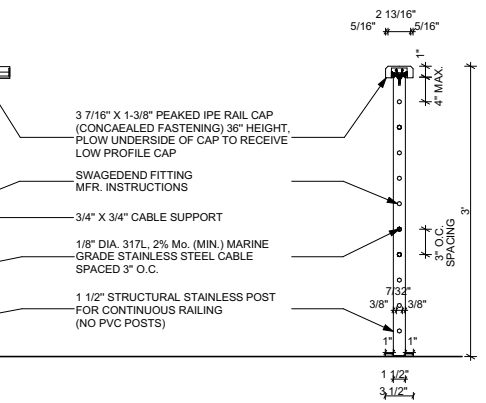 2 13/16"
5/16" 5/16"
1"
4" MAX.
3 7/16" X 1-3/8" PEAKED IPE RAIL CAP
(CONCAEALED FASTENING) 36" HEIGHT,
PLOW UNDERSIDE OF CAP TO RECEIVE
LOW PROFILE CAP
SWAGEDEND FITTING
MFR. INSTRUCTIONS
3/4" X 3/4" CABLE SUPPORT
3'
1/8" DIA. 317L, 2% Mo. (MIN.) MARINE
GRADE STAINLESS STEEL CABLE
SPACED 3" O.C.
3" O.C.
SPACING
1 1/2" STRUCTURAL STAINLESS POST
FOR CONTINUOUS RAILING
(NO PVC POSTS)
7/32"
3/8" 3/8"
1" 1"
1 1/2"
3 1/2"